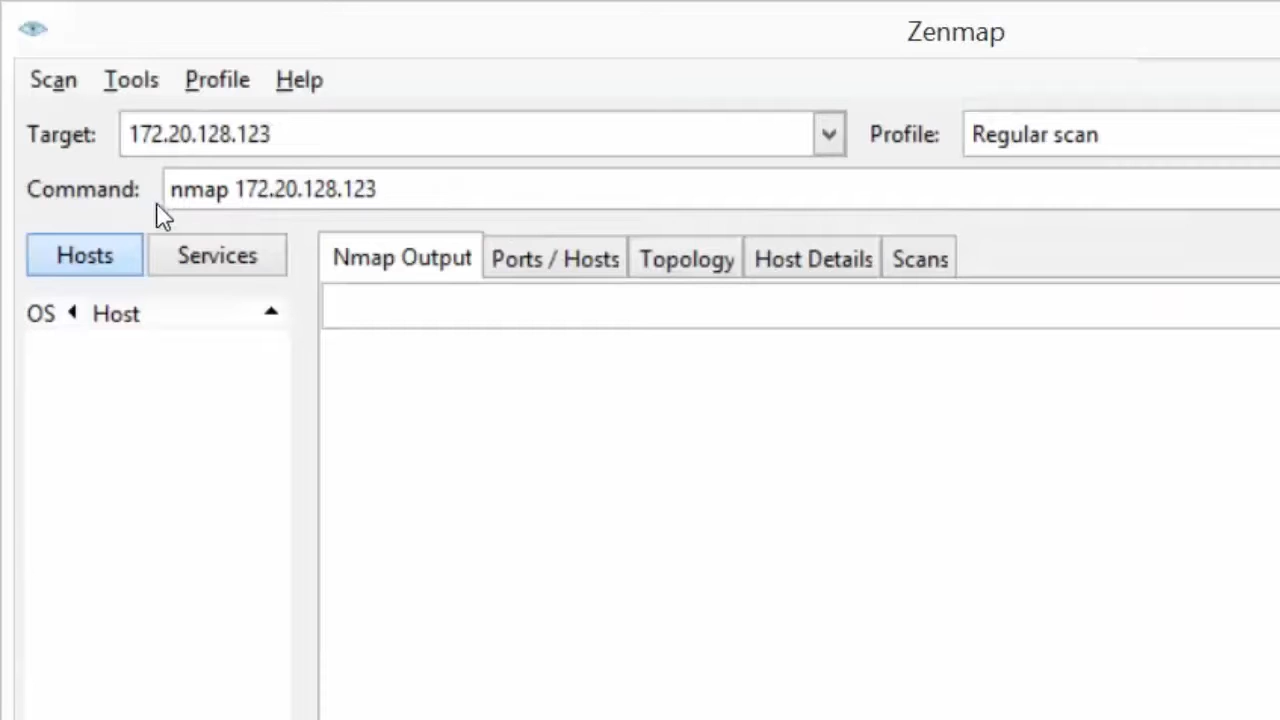 Zenmap
Scan Tools Profile Help
Target: 172.20.128.123 Profile: Regular scan
Command: nmap 172.20.128.123
Hosts Services Nmap Output Ports / Hosts Topology Host Details Scans
OS Host